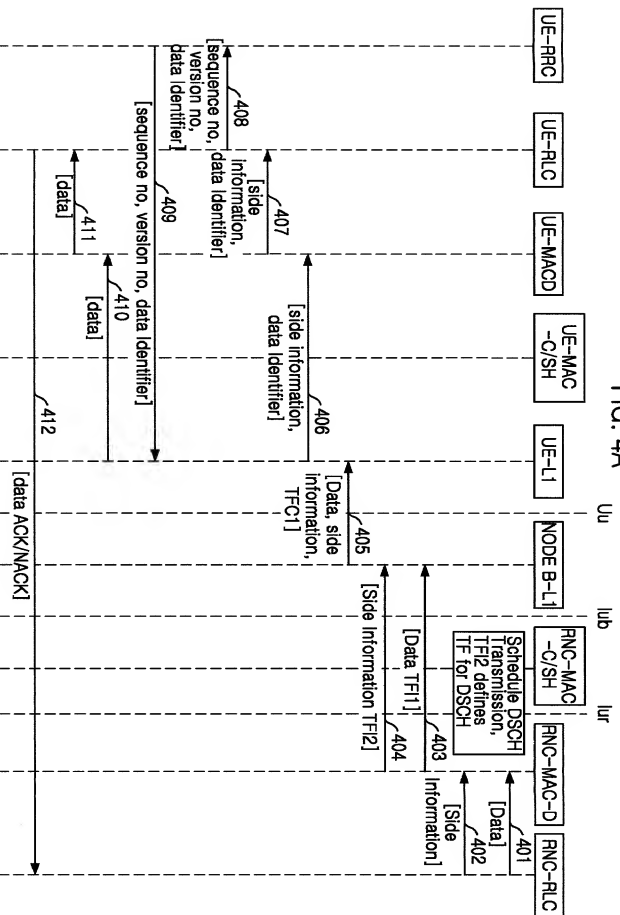 FIG. 4A
UE-RRC
UE-RLC
UE-MACD
UE-MAC
-C/SH
UE-L1
Uu
NODE B-L1
Iub
RNC-MAC
-C/SH
Iur
RNC-MAC-D
RNC-RLC
401
[Data]
402
[Side
Information]
Schedule DSCH
Transmission,
TFI2 defines
TF for DSCH
403
[Data TFI1]
404
[Side Information TFI2]
405
[Data, side
information,
TFC1]
406
[side information,
data Identifier]
407
[side
information,
data Identifier]
408
[sequence no,
version no,
data Identifier]
409
[sequence no, version no, data Identifier]
410
[data]
411
[data]
412
[data ACK/NACK]